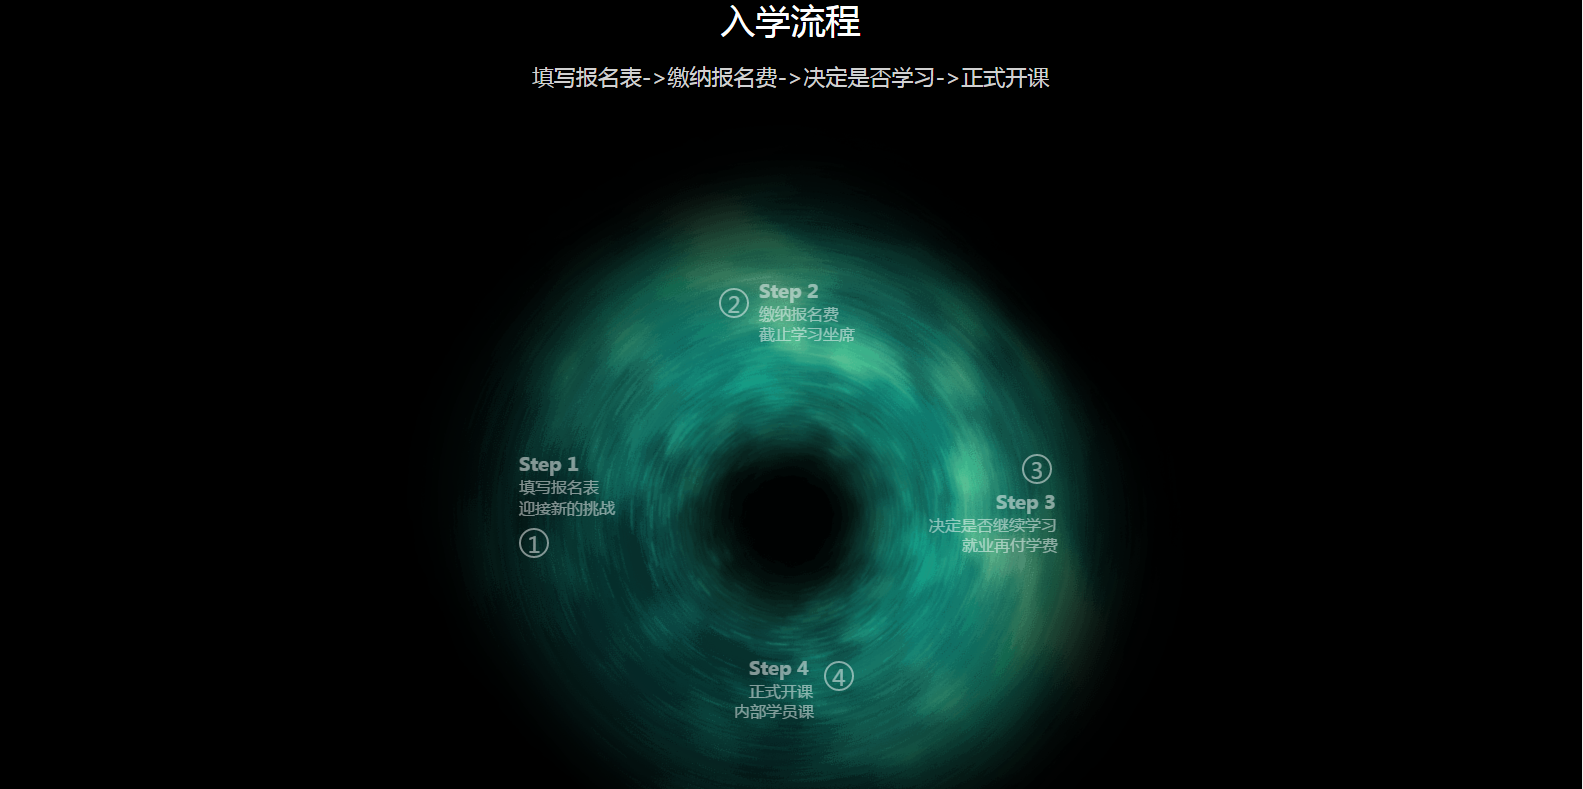 入学流程
填写报名表->缴纳报名费->决定是否学习->正式开课
Step 1
填写报名表
迎接新的挑战
①
②
Step 2
缴纳报名费
截止学习坐席
③
Step 3
决定是否继续学习
就业再付学费
Step 4
正式开课
内部学员课
④